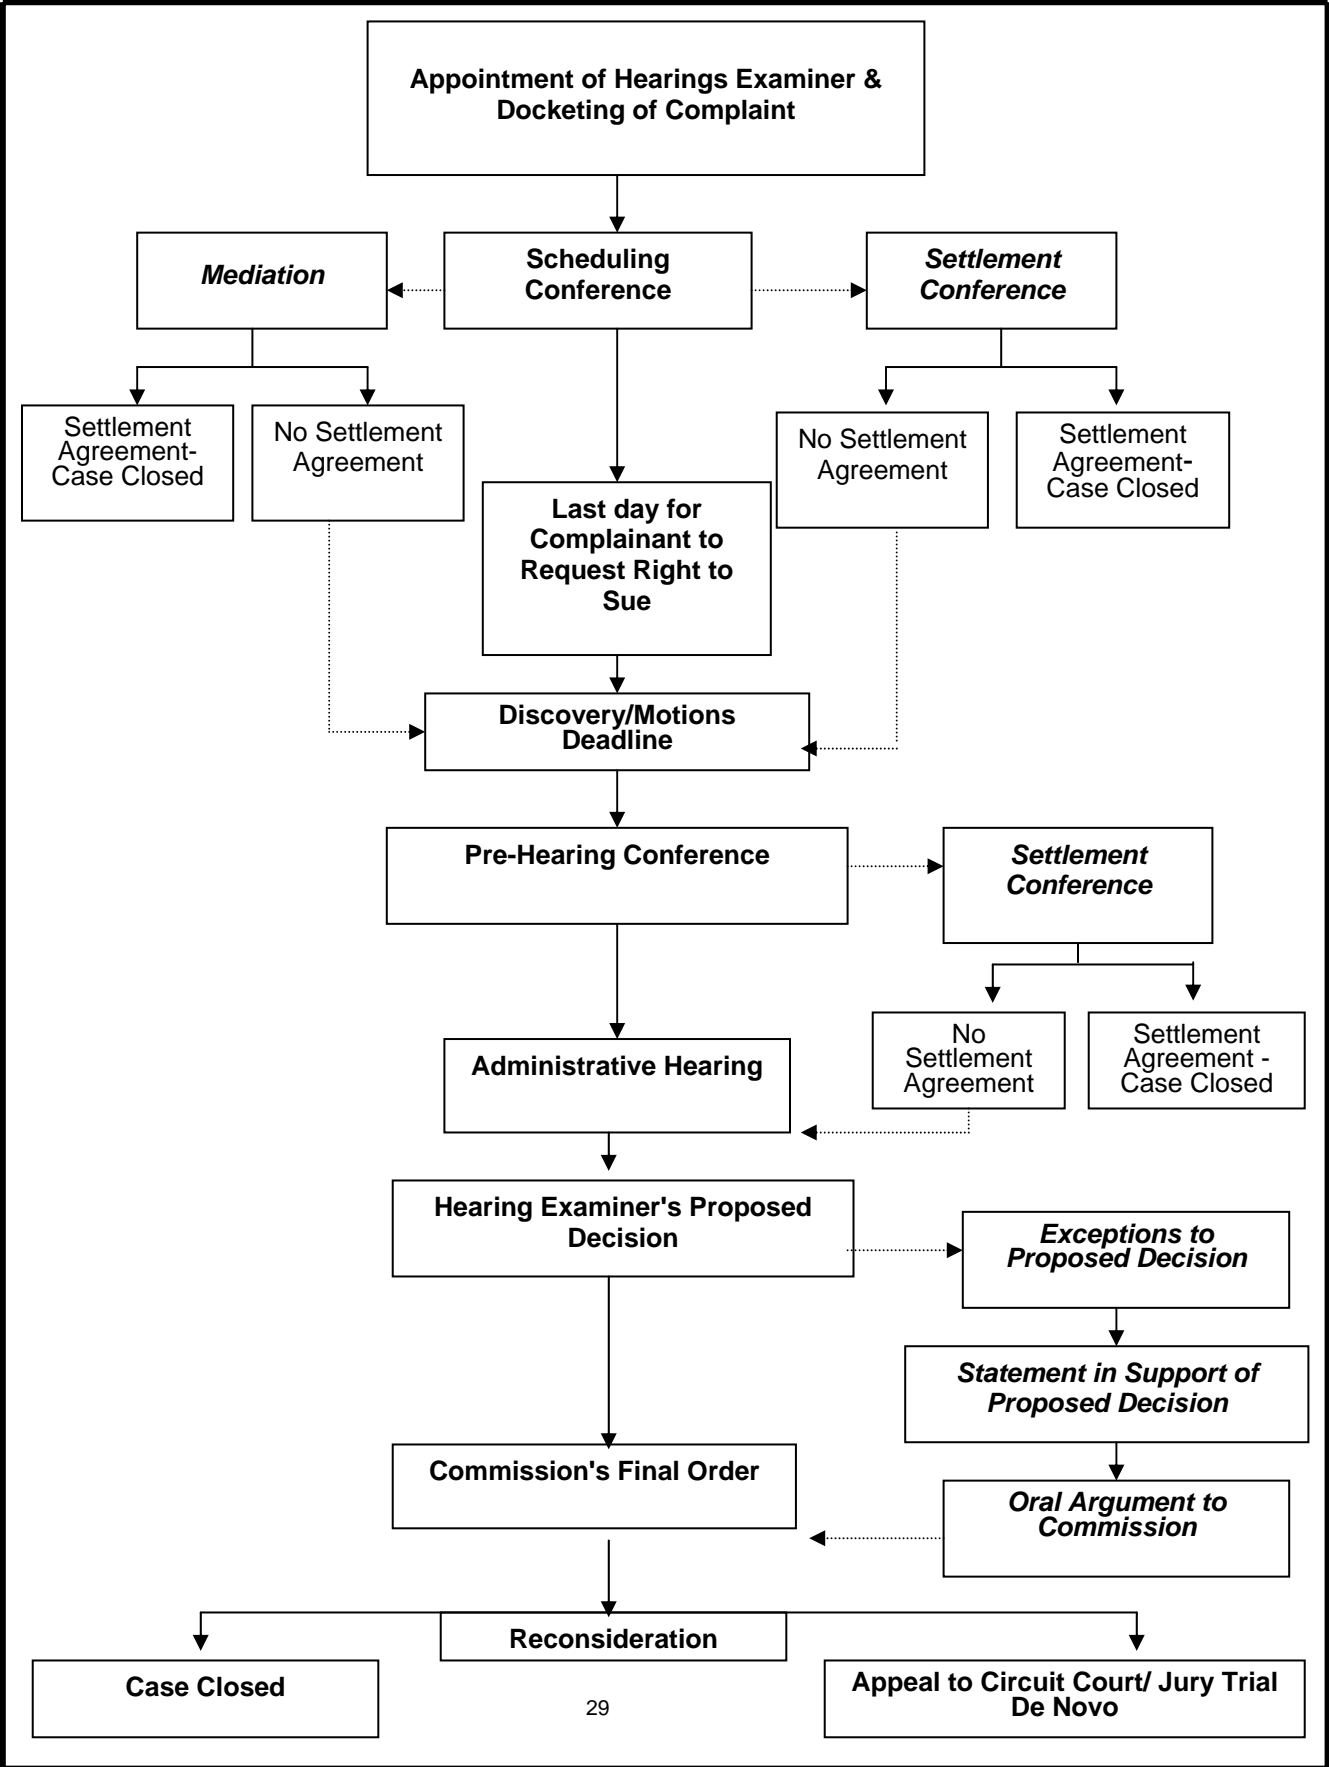 Appointment of Hearings Examiner &
Docketing of Complaint
Mediation
Scheduling
Conference
Settlement
Conference
Settlement
Agreement-
Case Closed
No Settlement
Agreement
No Settlement
Agreement
Settlement
Agreement-
Case Closed
Last day for
Complainant to
Request Right to
Sue
Discovery/Motions
Deadline
Pre-Hearing Conference
Settlement
Conference
No
Settlement
Agreement
Settlement
Agreement -
Case Closed
Administrative Hearing
Hearing Examiner's Proposed
Decision
Exceptions to
Proposed Decision
Statement in Support of
Proposed Decision
Commission's Final Order
Oral Argument to
Commission
Reconsideration
Case Closed
Appeal to Circuit Court/ Jury Trial
De Novo
29